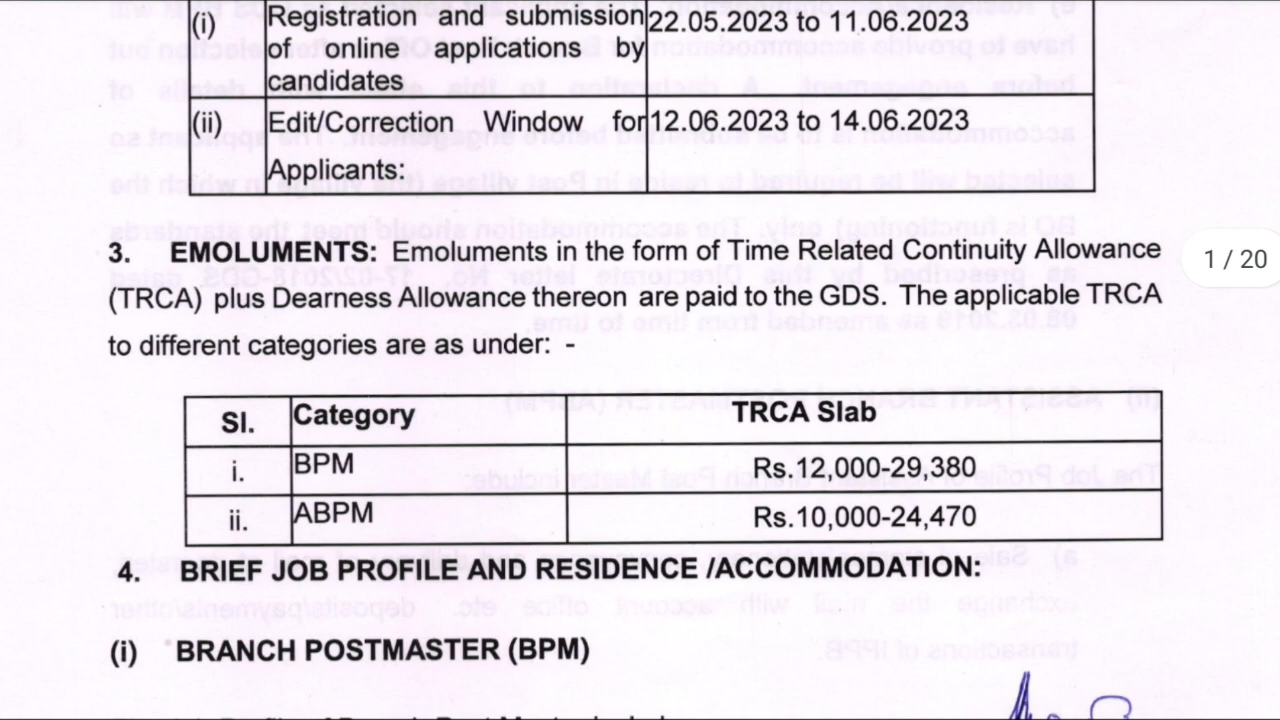 (i) Registration and submission 22.05.2023 to 11.06.2023
of online applications by
candidates
(ii) Edit/Correction Window for 12.06.2023 to 14.06.2023
Applicants:
3. EMOLUMENTS: Emoluments in the form of Time Related Continuity Allowance
1 / 20
(TRCA) plus Dearness Allowance thereon are paid to the GDS. The applicable TRCA
to different categories are as under: -
Sl. Category TRCA Slab
i. BPM Rs.12,000-29,380
ii. ABPM Rs.10,000-24,470
4. BRIEF JOB PROFILE AND RESIDENCE /ACCOMMODATION:
(i) BRANCH POSTMASTER (BPM)